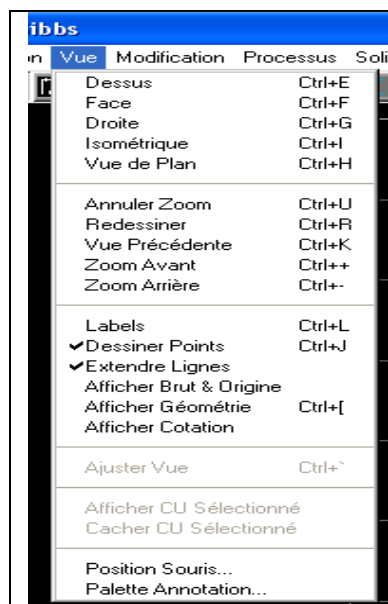 ibbs
n Vue Modification Processus Soli
Dessus Ctrl+E
Face Ctrl+F
Droite Ctrl+G
Isométrique Ctrl+I
Vue de Plan Ctrl+H
Annuler Zoom Ctrl+U
Redessiner Ctrl+R
Vue Précédente Ctrl+K
Zoom Avant Ctrl++
Zoom Arrière Ctrl+-
Labels Ctrl+L
Dessiner Points Ctrl+J
Extendre Lignes
Afficher Brut & Origine
Afficher Géométrie Ctrl+[
Afficher Cotation
Ajuster Vue Ctrl+`
Afficher CU Sélectionné
Cacher CU Sélectionné
Position Souris...
Palette Annotation...